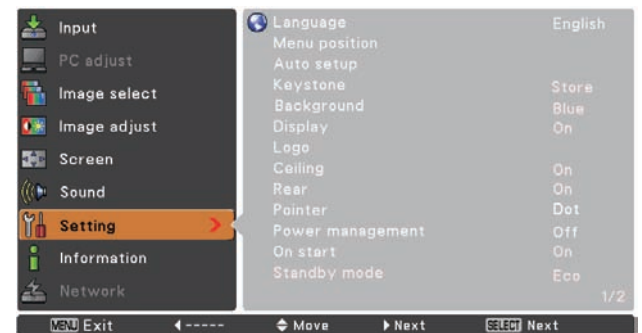 Input
PC adjust
Image select
Image adjust
Screen
Sound
Setting
Information
Network
Language English
Menu position
Auto setup
Keystone Store
Background Blue
Display On
Logo
Ceiling On
Rear On
Pointer Dot
Power management Off
On start On
Standby mode Eco
1/2
MENU Exit ◀----- Move Next SELECT Next